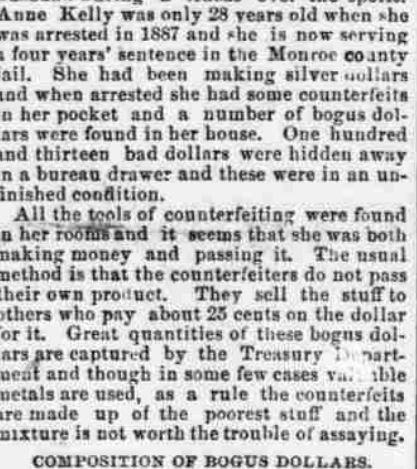 Anne Kelly was only 28 years old when she
was arrested in 1887 and she is now serving
a four years' sentence in the Monroe county
jail. She had been making silver dollars
and when arrested she had some counterfeits
in her pocket and a number of bogus dol-
lars were found in her house. One hundred
and thirteen bad dollars were hidden away
in a bureau drawer and these were in an un-
finished condition.
All the tools of counterfeiting were found
in her rooms and it seems that she was both
making money and passing it. The usual
method is that the counterfeiters do not pass
their own product. They sell the stuff to
others who pay about 25 cents on the dollar
for it. Great quantities of these bogus dol-
lars are captured by the Treasury Depart-
ment and though in some few cases valuable
metals are used, as a rule the counterfeits
are made up of the poorest stuff and the
mixture is not worth the trouble of assaying.
COMPOSITION OF BOGUS DOLLARS.